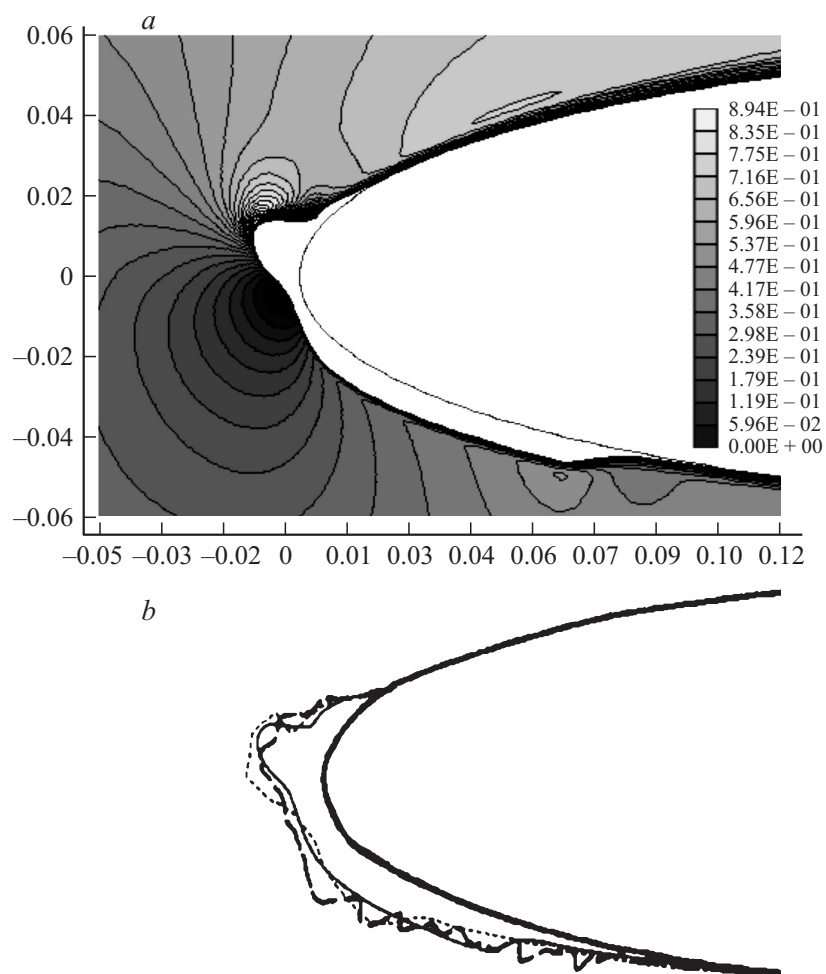 a
0.06
0.04
0.02
0
–0.02
–0.04
–0.06
8.94E – 01
8.35E – 01
7.75E – 01
7.16E – 01
6.56E – 01
5.96E – 01
5.37E – 01
4.77E – 01
4.17E – 01
3.58E – 01
2.98E – 01
2.39E – 01
1.79E – 01
1.19E – 01
5.96E – 02
0.00E + 00
–0.05 –0.03 –0.02 0 0.01 0.03 0.04 0.06 0.07 0.09 0.10 0.12
b